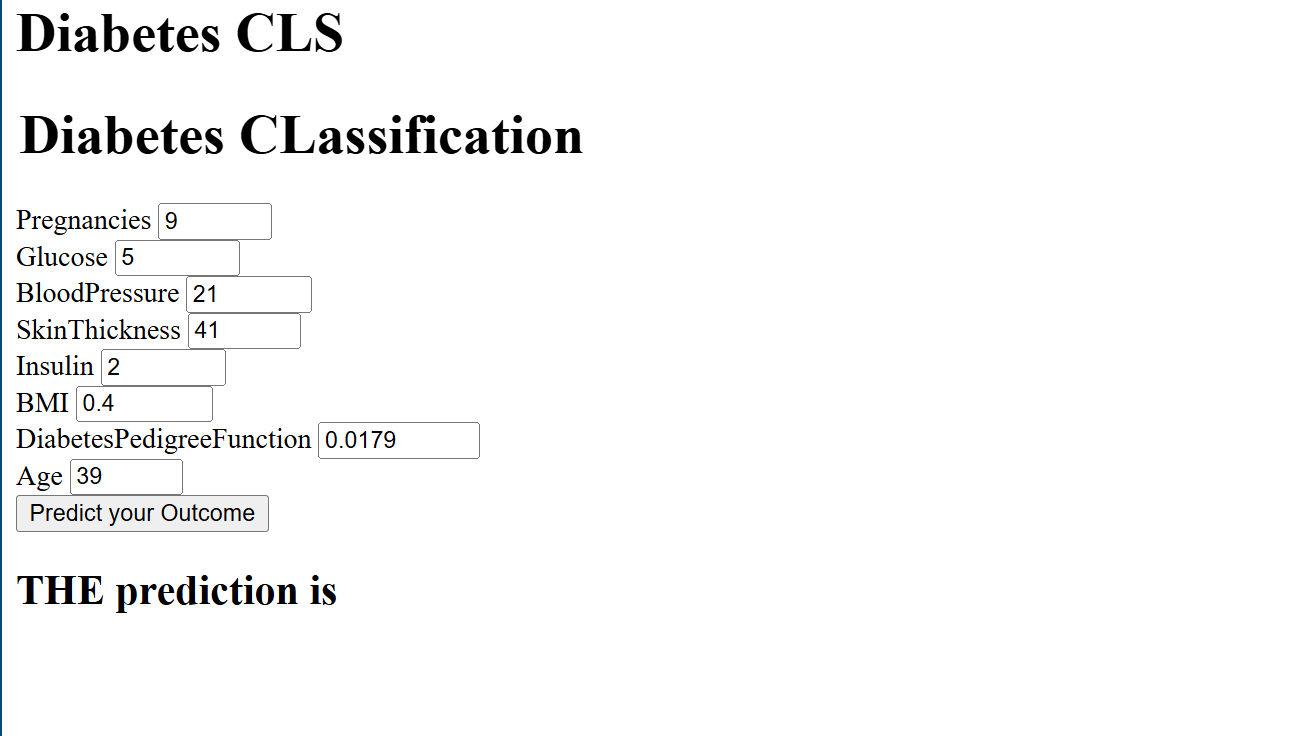 Diabetes CLS
Diabetes CLassification
Pregnancies 9
Glucose 5
BloodPressure 21
SkinThickness 41
Insulin 2
BMI 0.4
DiabetesPedigreeFunction 0.0179
Age 39
Predict your Outcome
THE prediction is